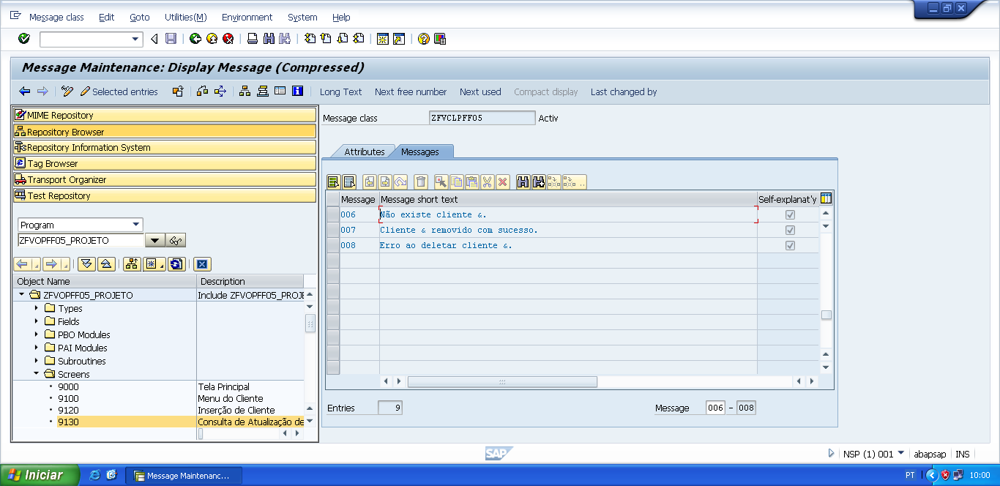 Message class Edit Goto Utilities(M) Environment System Help
Message Maintenance: Display Message (Compressed)
Selected entries Long Text Next free number Next used Compact display Last changed by
MIME Repository
Repository Browser
Repository Information System
Tag Browser
Transport Organizer
Test Repository
Program
ZFVOPFF05_PROJETO
Object Name Description
ZFVOPFF05_PROJETO Include ZFVOPFF05_PROJE
Types
Fields
PBO Modules
PAI Modules
Subroutines
Screens
9000 Tela Principal
9100 Menu do Cliente
9120 Inserção de Cliente
9130 Consulta de Atualização de
Message class ZFVCLPFF05 Activ
Attributes Messages
Message Message short text Self-explanat'y
006 Não existe cliente &.
007 Cliente & removido com sucesso.
008 Erro ao deletar cliente &.
Entries 9 Message 006 - 008
SAP
NSP (1) 001 abapsap INS
Iniciar Message Maintenanc... PT 10:00